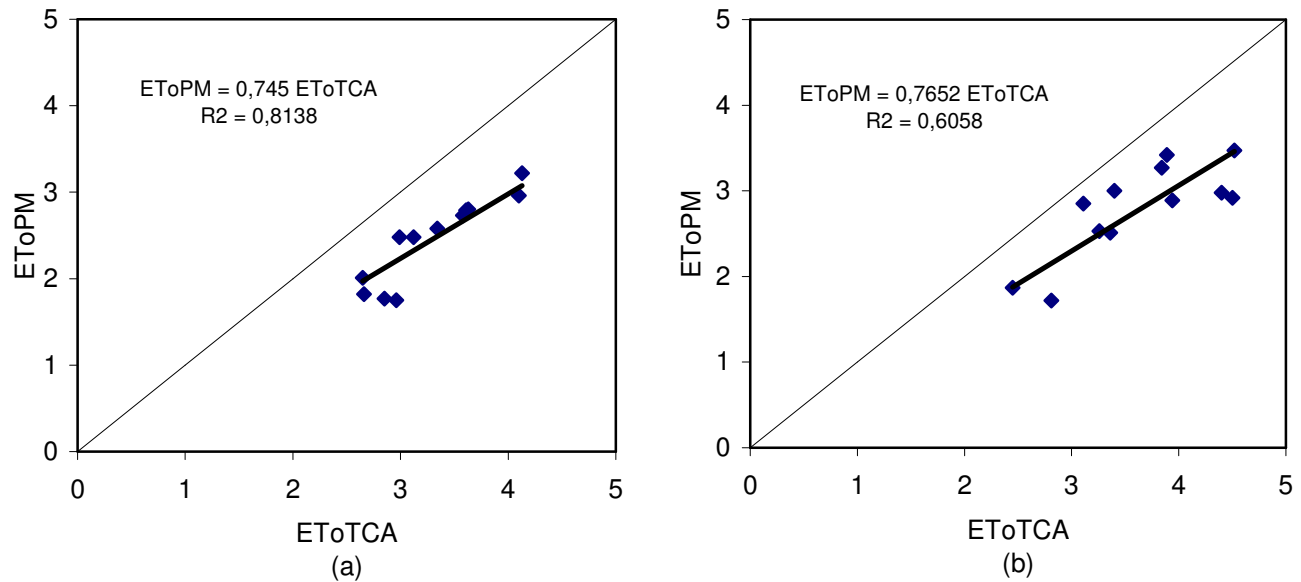 5
4
3
2
1
0
EToPM
EToPM = 0,745 EToTCA
R2 = 0,8138
0 1 2 3 4 5
EToTCA
(a)
5
4
3
2
1
0
EToPM
EToPM = 0,7652 EToTCA
R2 = 0,6058
0 1 2 3 4 5
EToTCA
(b)